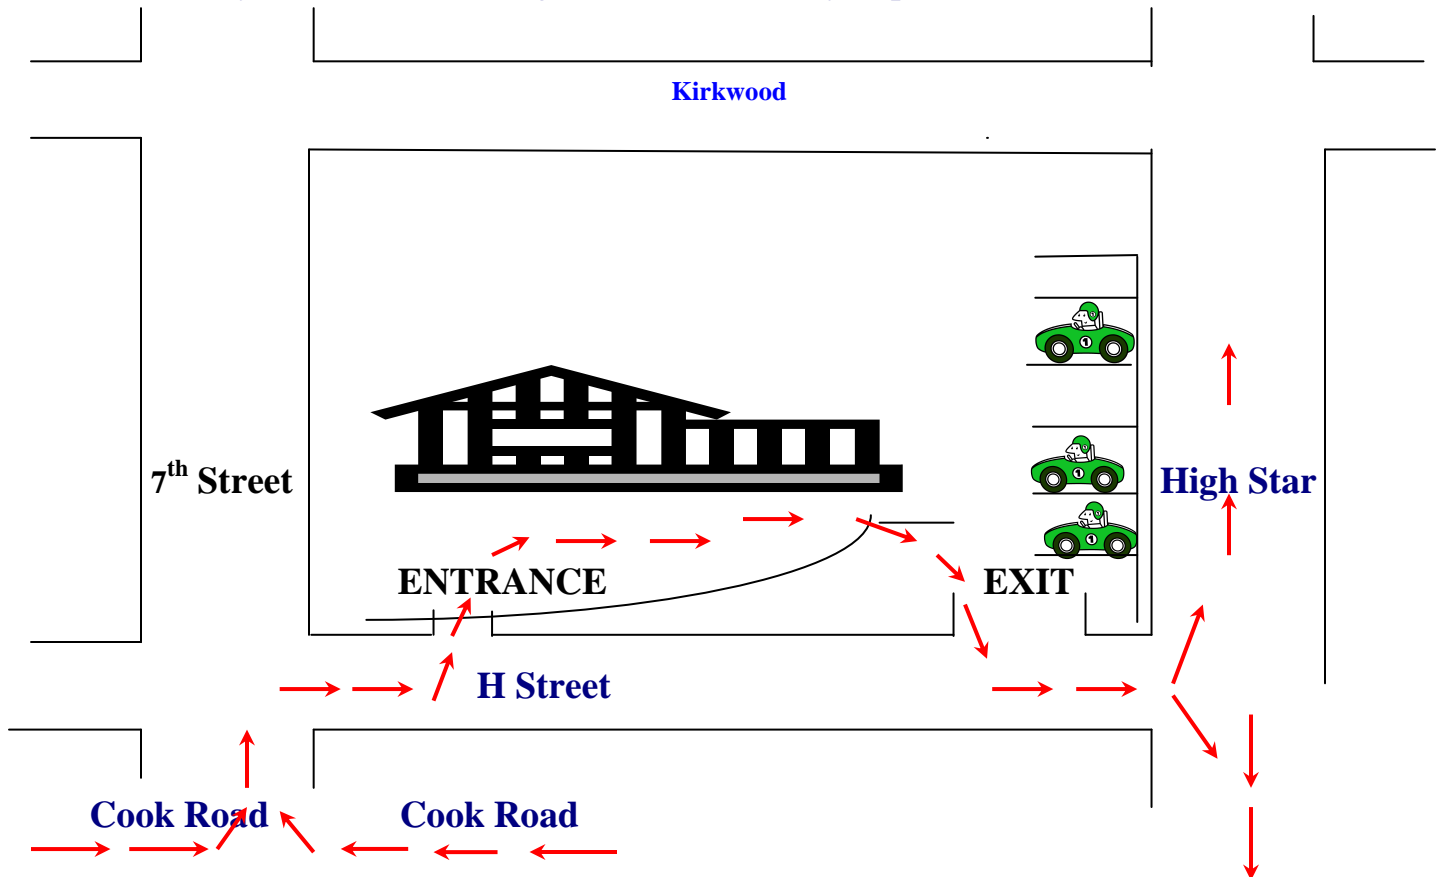 Kirkwood
7th Street
High Star
ENTRANCE
EXIT
H Street
Cook Road
Cook Road